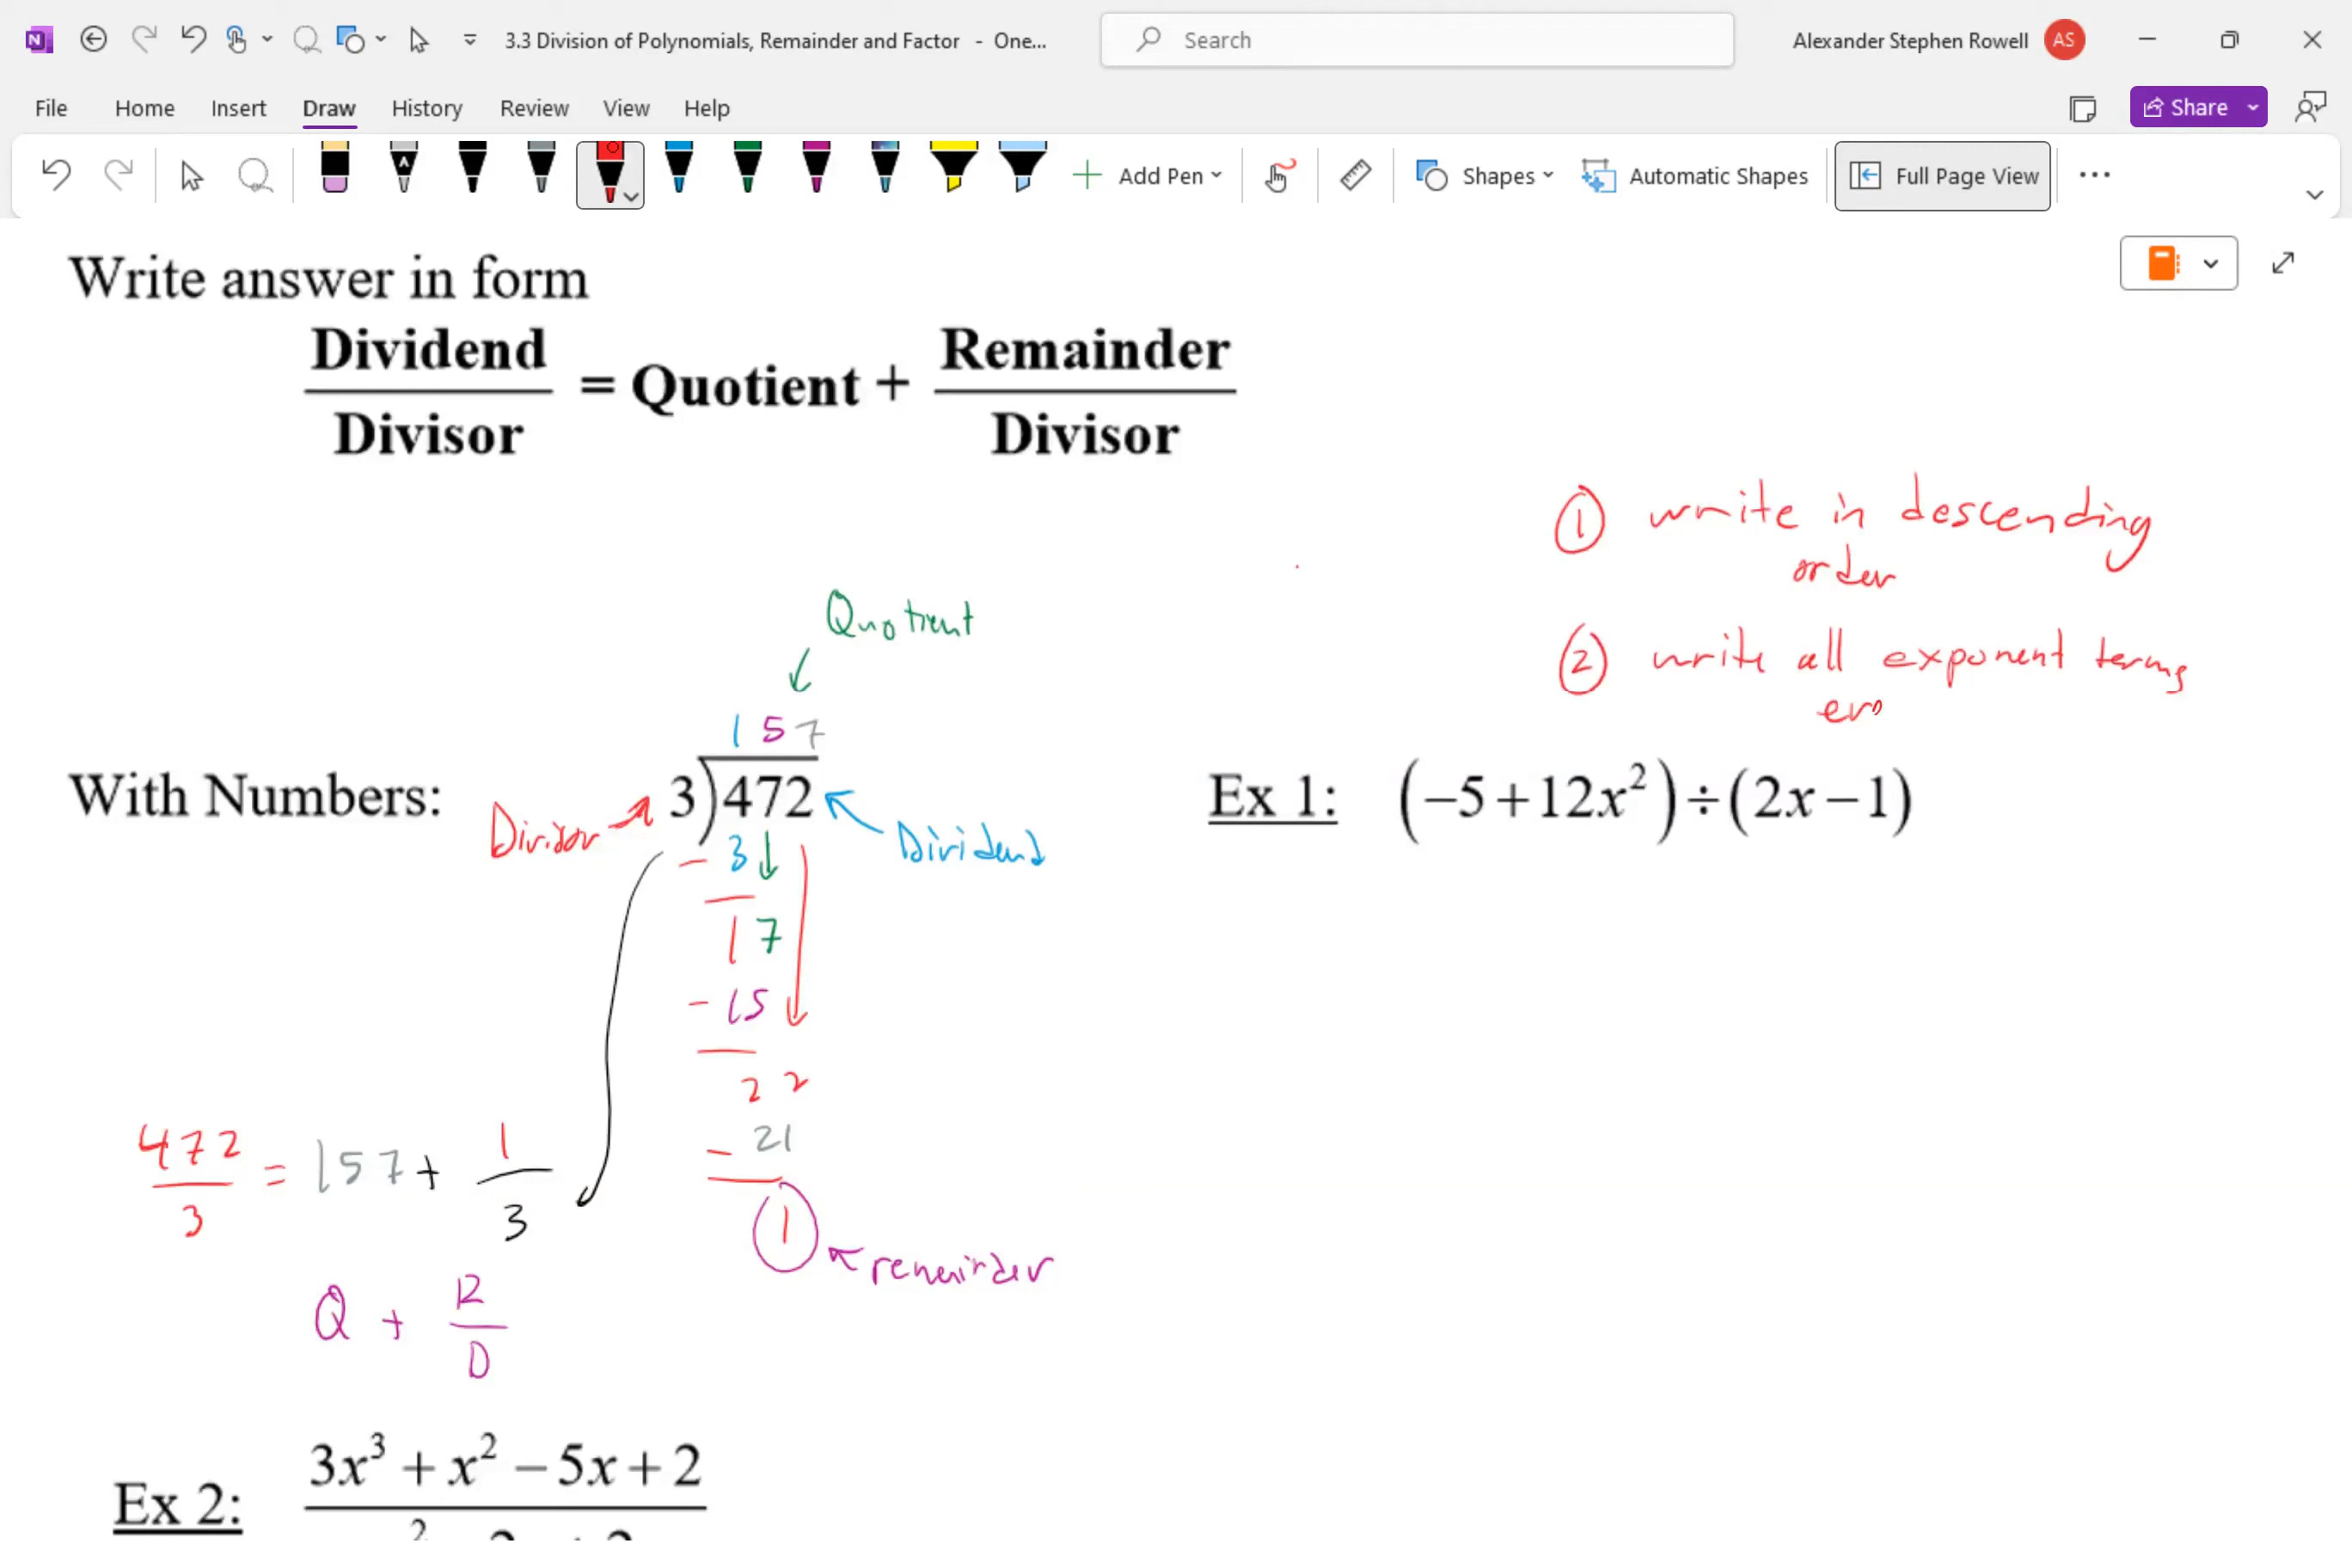 3.3 Division of Polynomials, Remainder and Factor - One...
Search
Alexander Stephen Rowell
AS
File Home Insert Draw History Review View Help
Share
Add Pen
Shapes
Automatic Shapes
Full Page View
Write answer in form
Dividend
Divisor
= Quotient +
Remainder
Divisor
① write in descending
order
② write all exponent terms
Quotient
157
With Numbers:
Divisor
3)472
Dividend
- 3
17
- 15
22
- 21
1
remainder
472/3 = 157 + 1/3
Q + R/D
Ex 1: (−5+12x²)÷(2x−1)
Ex 2:
3x³ + x² − 5x + 2